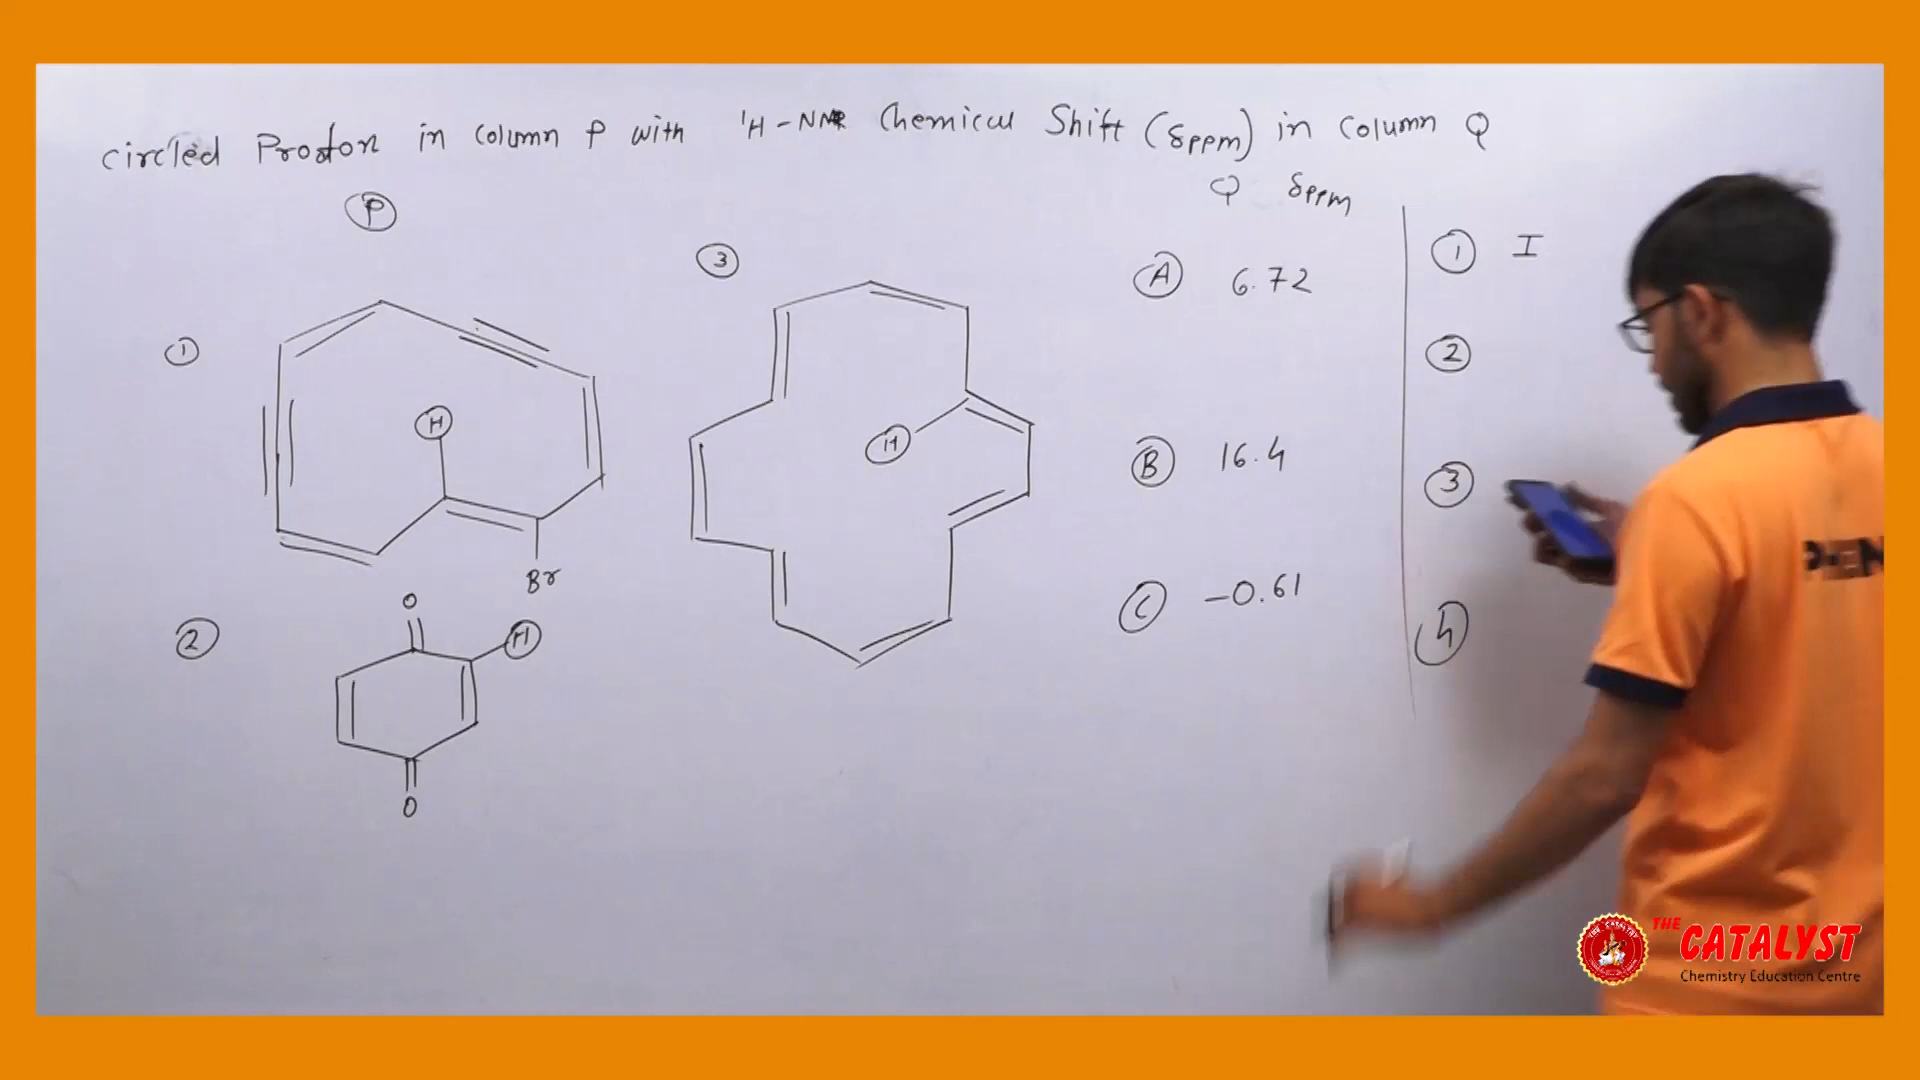 circled Proton in column P with ¹H-NMR Chemical Shift (δppm) in column Q
P
Q δppm
1
H
Br
2
O
H
O
3
H
A 6.72
B 16.4
C -0.61
1 I
2
3
4
THE CATALYST
Chemistry Education Centre